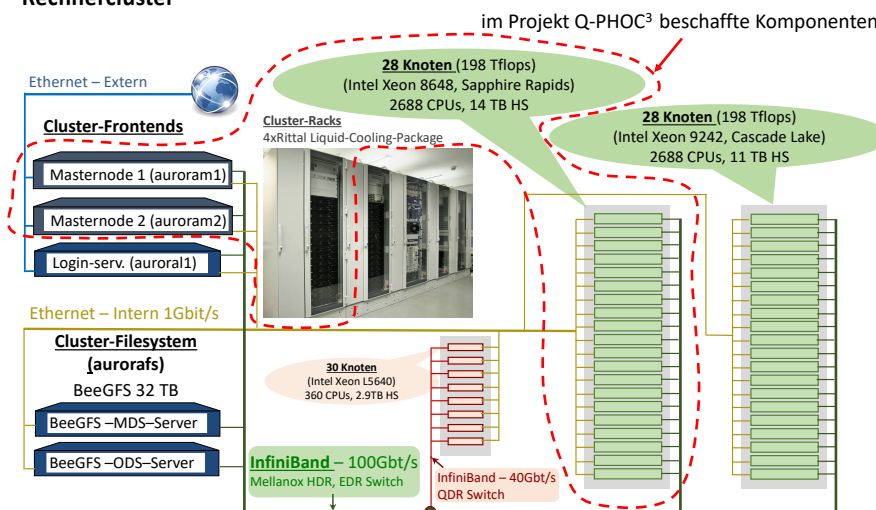 Rechnercluster
im Projekt Q-PHOC³ beschaffte Komponenten
28 Knoten (198 Tflops)
(Intel Xeon 8648, Sapphire Rapids)
2688 CPUs, 14 TB HS
28 Knoten (198 Tflops)
(Intel Xeon 9242, Cascade Lake)
2688 CPUs, 11 TB HS
Ethernet – Extern
Cluster-Frontends
Masternode 1 (auroram1)
Masternode 2 (auroram2)
Login-serv. (auroral1)
Cluster-Racks
4xRittal Liquid-Cooling-Package
Ethernet – Intern 1Gbit/s
Cluster-Filesystem
(aurorafs)
BeeGFS 32 TB
BeeGFS –MDS–Server
BeeGFS –ODS–Server
30 Knoten
(Intel Xeon L5640)
360 CPUs, 2.9TB HS
InfiniBand – 100Gbt/s
Mellanox HDR, EDR Switch
InfiniBand – 40Gbt/s
QDR Switch